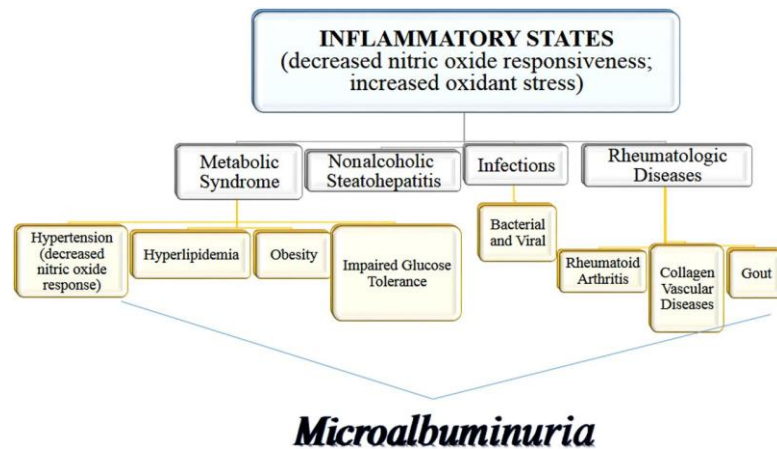 INFLAMMATORY STATES
(decreased nitric oxide responsiveness;
increased oxidant stress)
Metabolic
Syndrome
Nonalcoholic
Steatohepatitis
Infections
Rheumatologic
Diseases
Hypertension
(decreased
nitric oxide
response)
Hyperlipidemia
Obesity
Impaired Glucose
Tolerance
Bacterial
and Viral
Rheumatoid
Arthritis
Collagen
Vascular
Diseases
Gout
Microalbuminuria